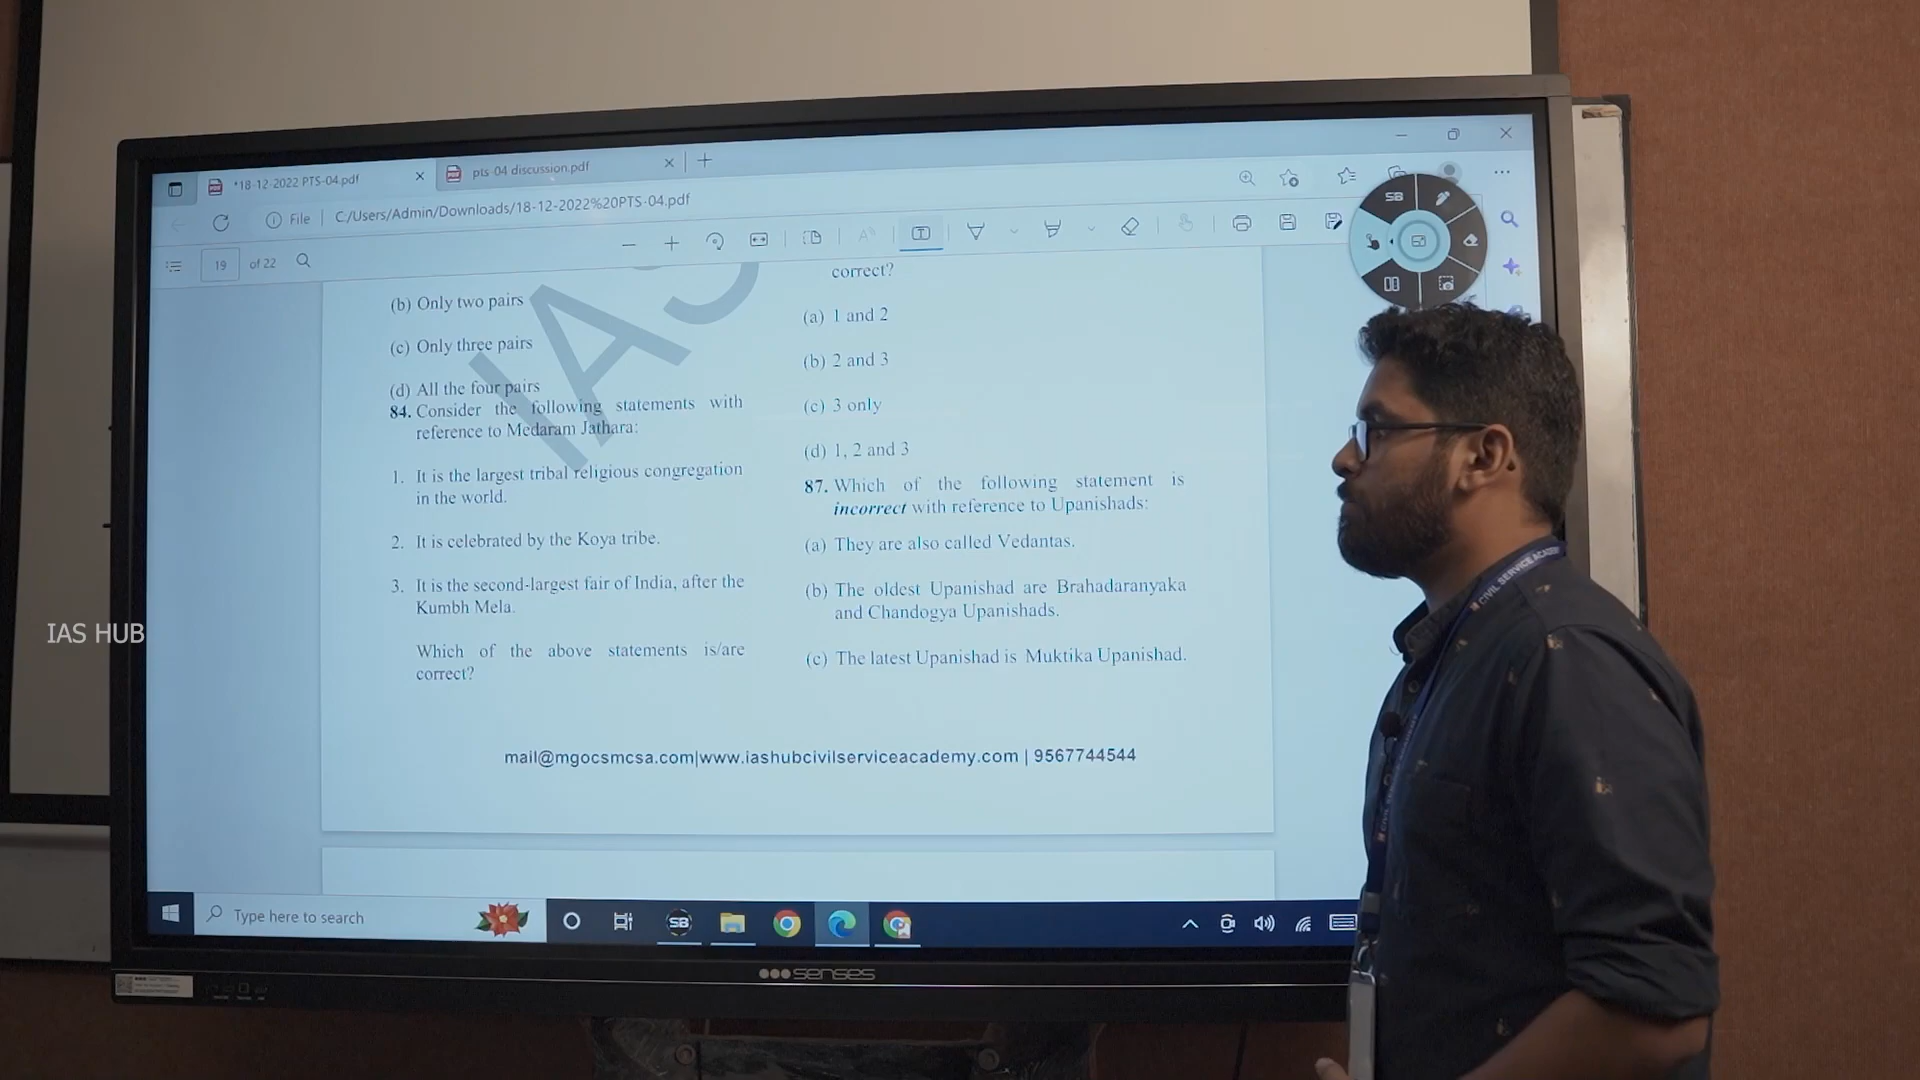 *18-12-2022 PTS-04.pdf
pts 04 discussion.pdf
File
C:/Users/Admin/Downloads/18-12-2022%20PTS-04.pdf
19 of 22
IAS
(b) Only two pairs
(c) Only three pairs
(d) All the four pairs
84. Consider the following statements with
reference to Medaram Jathara:
1. It is the largest tribal religious congregation
in the world.
2. It is celebrated by the Koya tribe.
3. It is the second-largest fair of India, after the
Kumbh Mela.
Which of the above statements is/are
correct?
correct?
(a) 1 and 2
(b) 2 and 3
(c) 3 only
(d) 1, 2 and 3
87. Which of the following statement is
incorrect with reference to Upanishads:
(a) They are also called Vedantas.
(b) The oldest Upanishad are Brahadaranyaka
and Chandogya Upanishads.
(c) The latest Upanishad is Muktika Upanishad.
mail@mgocsmcsa.com|www.iashubcivilserviceacademy.com | 9567744544
Type here to search
SB
SB
senses
IAS HUB
CIVIL SERVICE ACADEMY